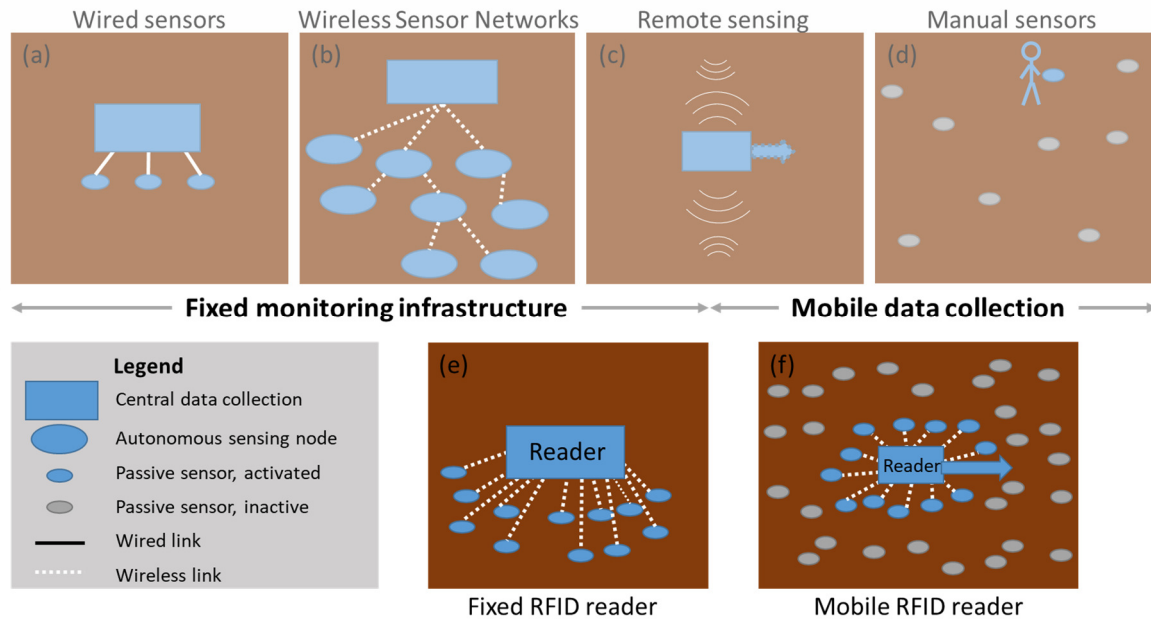 Wired sensors
Wireless Sensor Networks
Remote sensing
Manual sensors
(a)
(b)
(c)
(d)
Fixed monitoring infrastructure
Mobile data collection
Legend
Central data collection
Autonomous sensing node
Passive sensor, activated
Passive sensor, inactive
Wired link
Wireless link
(e)
Reader
Fixed RFID reader
(f)
Reader
Mobile RFID reader